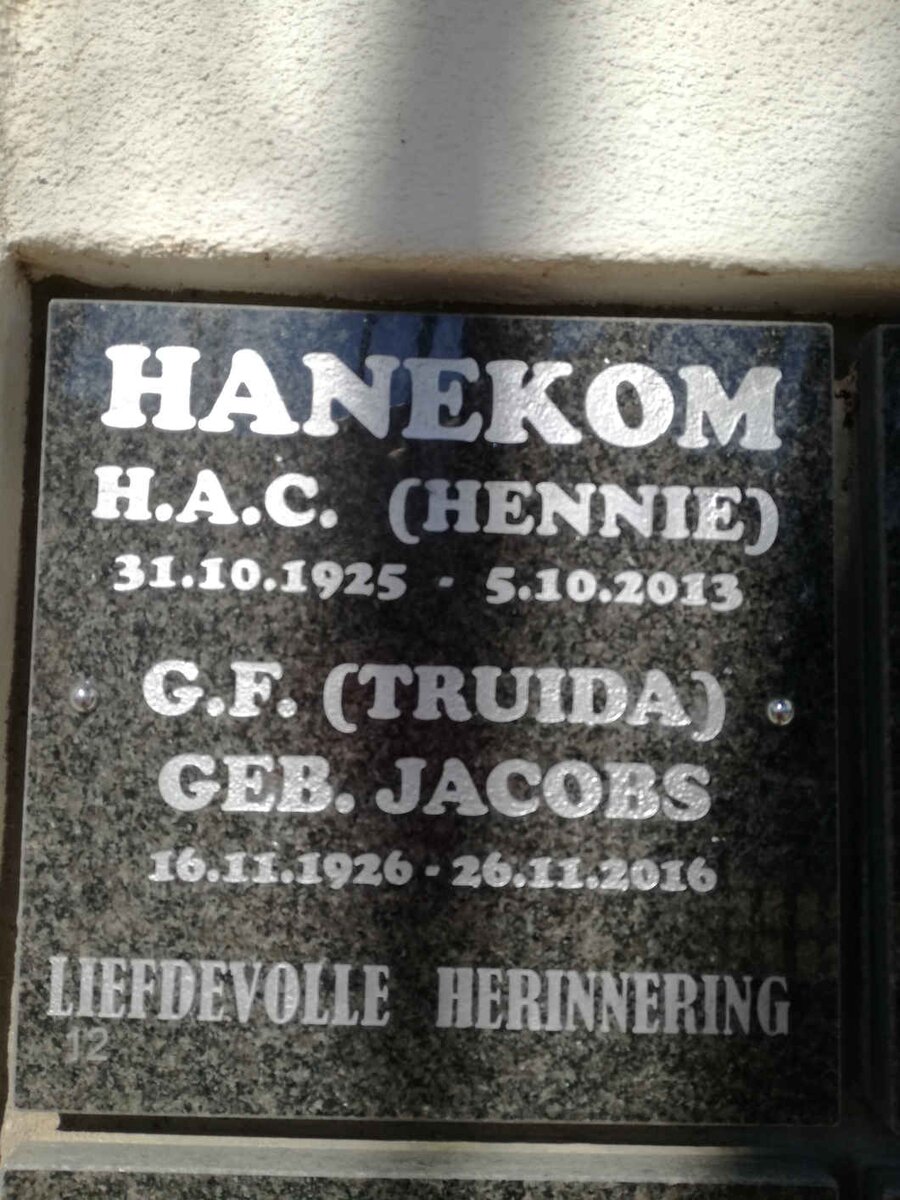 HANEKOM
H.A.C. (HENNIE)
31.10.1925 - 5.10.2013
G.F. (TRUIDA)
GEB. JACOBS
16.11.1926 - 26.11.2016
LIEFDEVOLLE HERINNERING
12